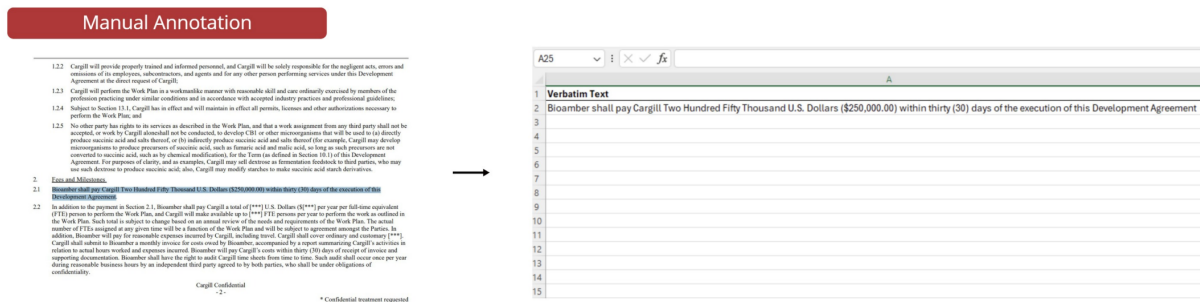 Manual Annotation
1.2.2 Cargill will provide properly trained and informed personnel, and Cargill will be solely responsible for the negligent acts, errors and
omissions of its employees, subcontractors, and agents and for any other person performing services under this Development
Agreement at the direct request of Cargill;
1.2.3 Cargill will perform the Work Plan in a workmanlike manner with reasonable skill and care ordinarily exercised by members of the
profession practicing under similar conditions and in accordance with accepted industry practices and professional guidelines;
1.2.4 Subject to Section 13.1, Cargill has in effect and will maintain in effect all permits, licenses and other authorizations necessary to
perform the Work Plan; and
1.2.5 No other party has rights to its services as described in the Work Plan, and that a work assignment from any third party shall not be
accepted, or work by Cargill aloneshall not be conducted, to develop CB1 or other microorganisms that will be used to (a) directly
produce succinic acid and salts thereof, or (b) indirectly produce succinic acid and salts thereof (for example, Cargill may develop
microorganisms to produce precursors of succinic acid, such as fumaric acid and malic acid, so long as such precursors are not
converted to succinic acid, such as by chemical modification), for the Term (as defined in Section 10.1) of this Development
Agreement. For purposes of clarity, and as examples, Cargill may sell dextrose as fermentation feedstock to third parties, who may
use such dextrose to produce succinic acid; also, Cargill may modify starches to make succinic acid starch derivatives.
2. Fees and Milestones
2.1 Bioamber shall pay Cargill Two Hundred Fifty Thousand U.S. Dollars ($250,000.00) within thirty (30) days of the execution of this
Development Agreement.
2.2 In addition to the payment in Section 2.1, Bioamber shall pay Cargill a total of [***] U.S. Dollars ($[***]) per year per full-time equivalent
(FTE) person to perform the Work Plan, and Cargill will make available up to [***] FTE persons per year to perform the work as outlined in
the Work Plan. Such total is subject to change based on an annual review of the needs and requirements of the Work Plan. The actual
number of FTEs assigned at any given time will be a function of the Work Plan and will be subject to agreement amongst the Parties. In
addition, Bioamber will pay for reasonable expenses incurred by Cargill, including travel. Cargill shall cover ordinary and customary [***].
Cargill shall submit to Bioamber a monthly invoice for costs owed by Bioamber, accompanied by a report summarizing Cargill's activities in
relation to actual hours worked and expenses incurred. Bioamber will pay Cargill's costs within thirty (30) days of receipt of invoice and
supporting documentation. Bioamber shall have the right to audit Cargill time sheets from time to time. Such audit shall occur once per year
during reasonable business hours by an independent third party agreed to by both parties, who shall be under obligations of
confidentiality.
Cargill Confidential
- 2 -
* Confidential treatment requested
A25 fx
A
1 Verbatim Text
2 Bioamber shall pay Cargill Two Hundred Fifty Thousand U.S. Dollars ($250,000.00) within thirty (30) days of the execution of this Development Agreement
3
4
5
6
7
8
9
10
11
12
13
14
15